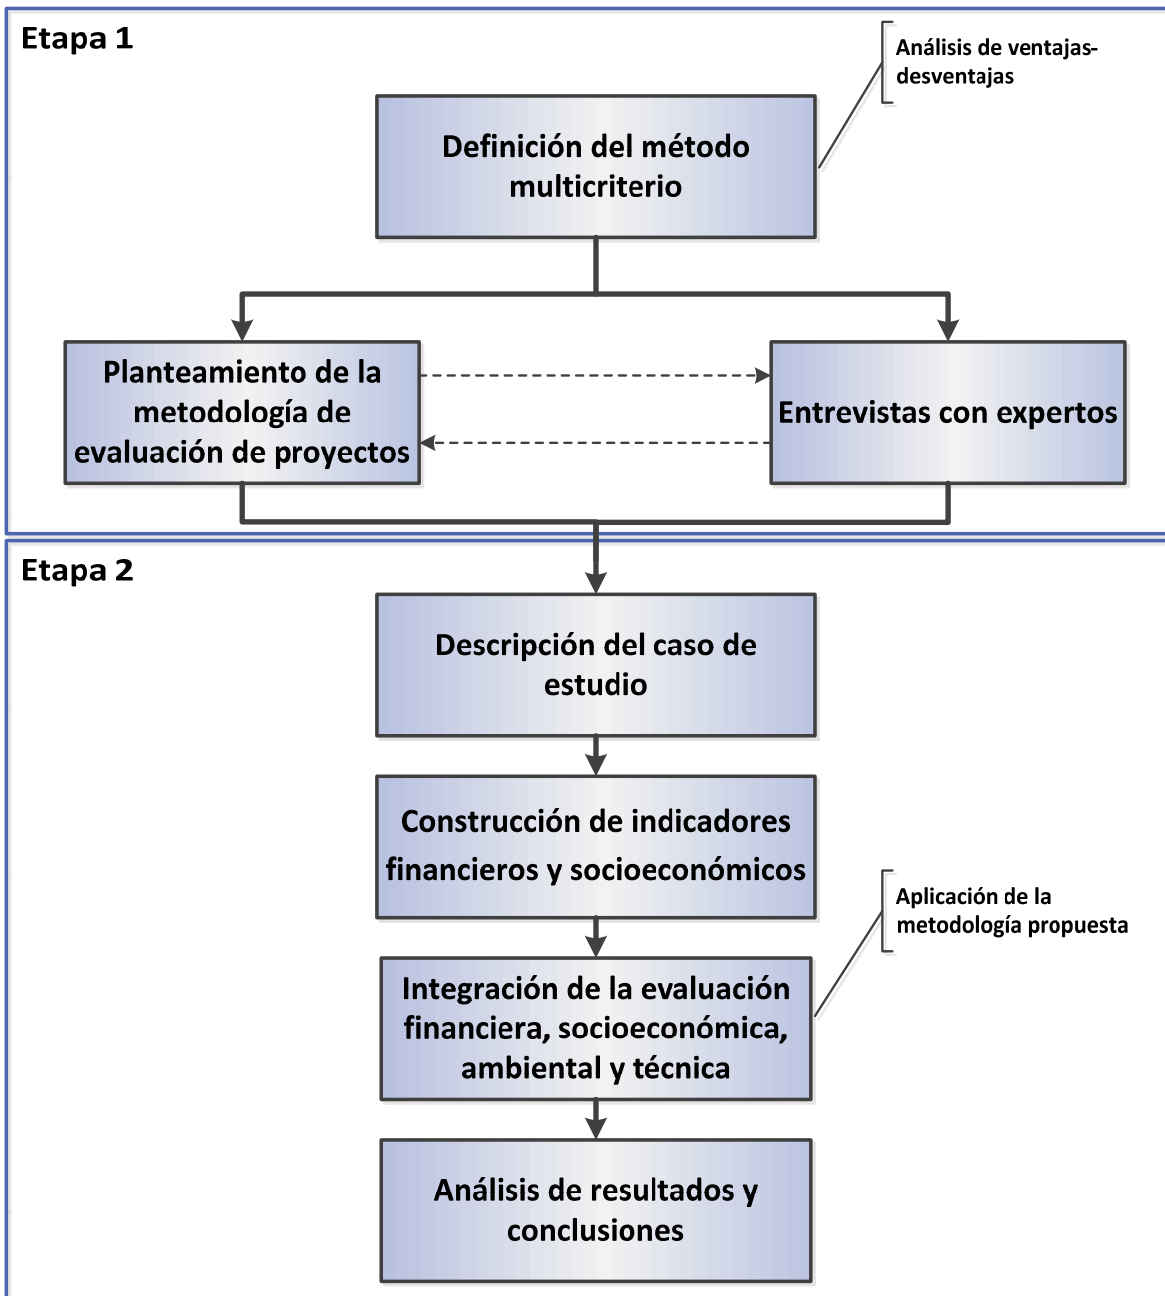 Etapa 1
Análisis de ventajas-
desventajas
Definición del método
multicriterio
Planteamiento de la
metodología de
evaluación de proyectos
Entrevistas con expertos
Etapa 2
Descripción del caso de
estudio
Construcción de indicadores
financieros y socioeconómicos
Aplicación de la
metodología propuesta
Integración de la evaluación
financiera, socioeconómica,
ambiental y técnica
Análisis de resultados y
conclusiones